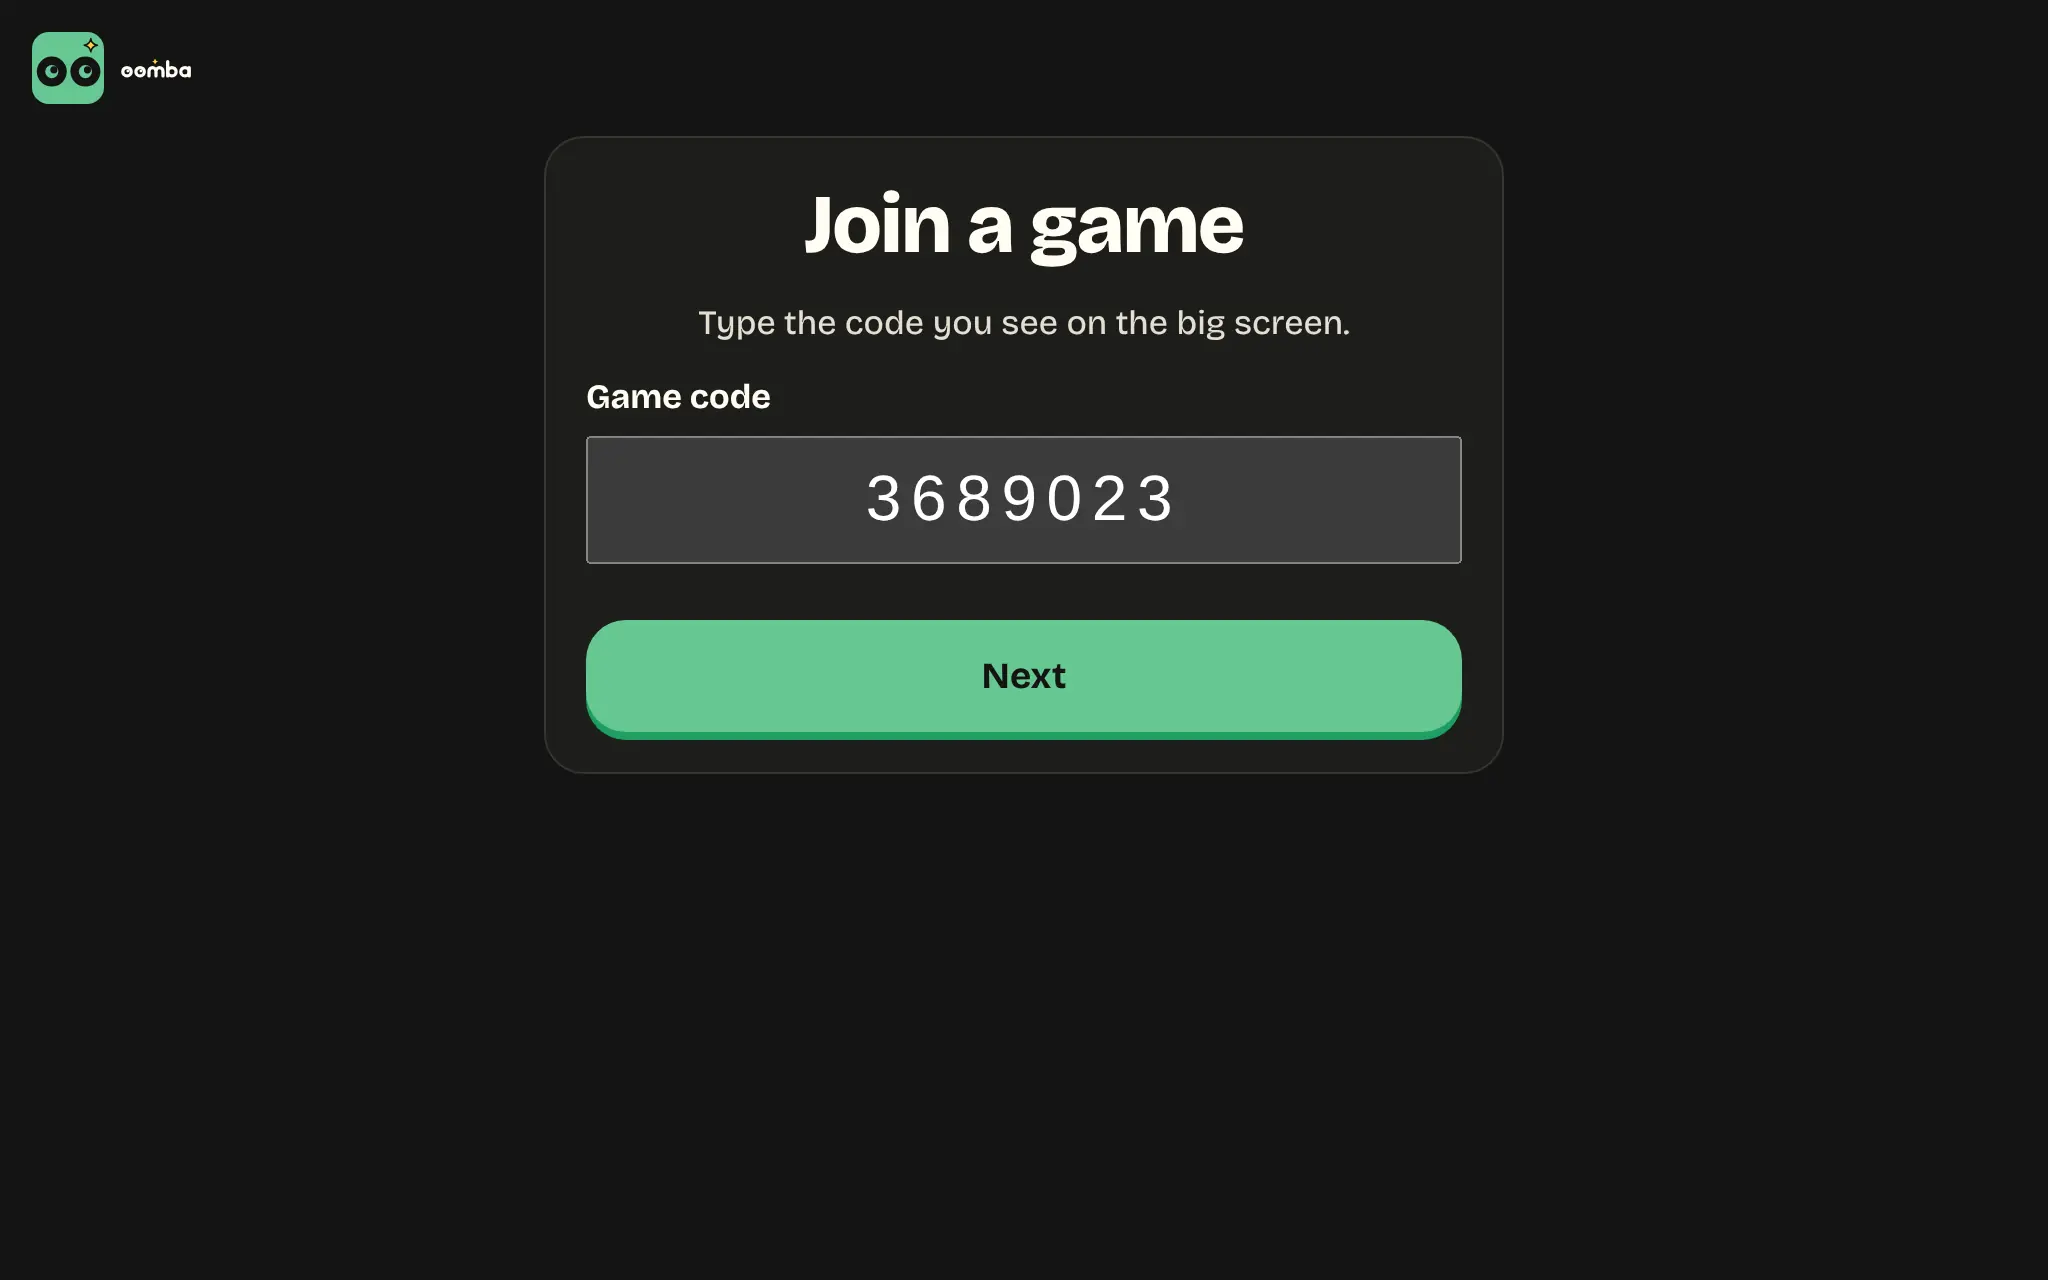 oomba
Join a game
Type the code you see on the big screen.
Game code
3689023
Next